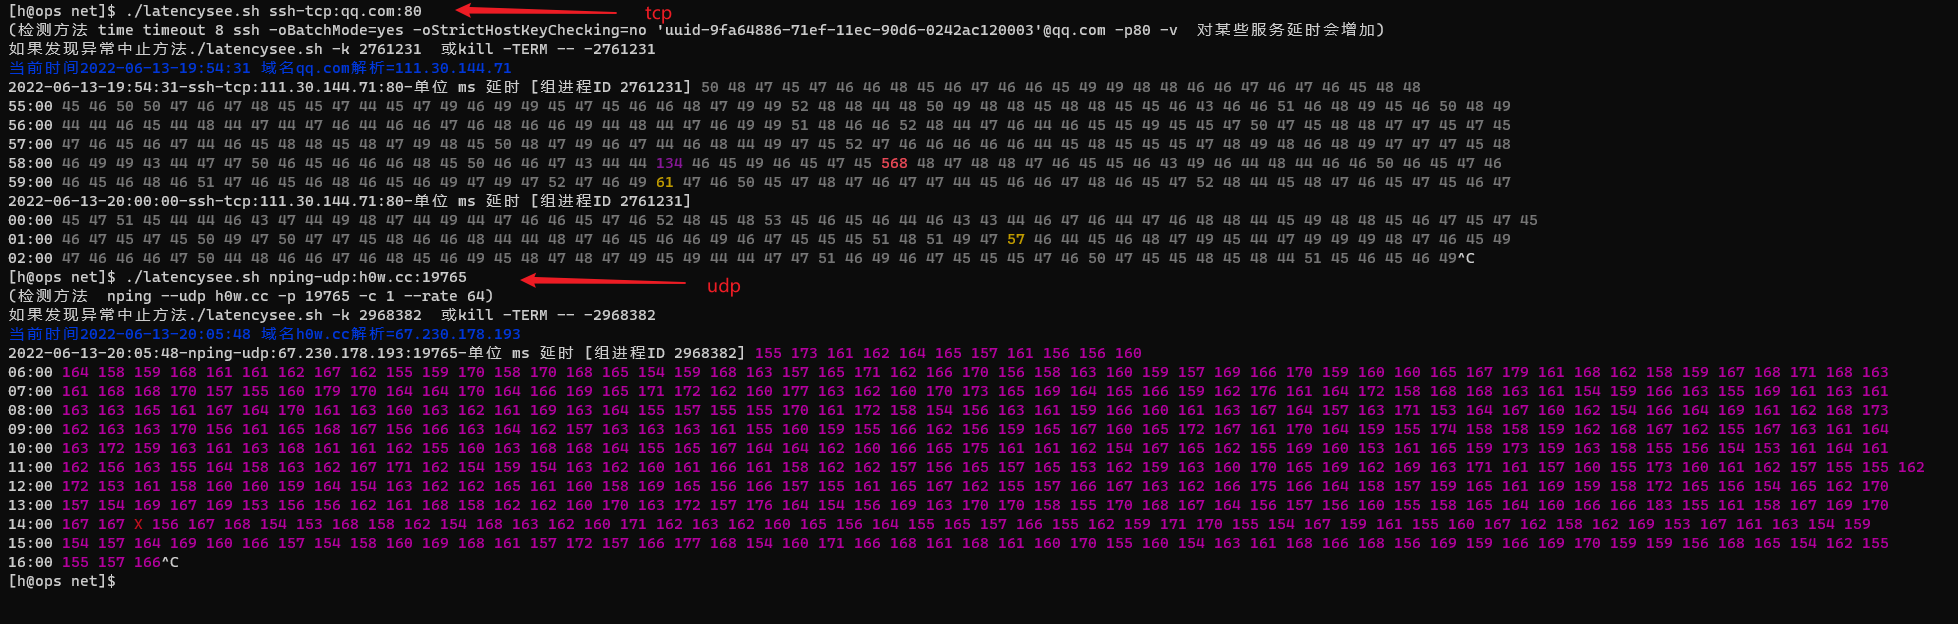 [h@ops net]$ ./latencysee.sh ssh-tcp:qq.com:80 tcp
(检测方法 time timeout 8 ssh -oBatchMode=yes -oStrictHostKeyChecking=no 'uuid-9fa64886-71ef-11ec-90d6-0242ac120003'@qq.com -p80 -v 对某些服务延时会增加)
如果发现异常中止方法./latencysee.sh -k 2761231 或kill -TERM -- -2761231
当前时间2022-06-13-19:54:31 域名qq.com解析=111.30.144.71
2022-06-13-19:54:31-ssh-tcp:111.30.144.71:80-单位 ms 延时 [组进程ID 2761231] 50 48 47 45 47 46 46 48 45 46 47 46 46 45 49 49 48 48 46 46 47 46 47 46 45 48 48
55:00 45 46 50 50 47 46 47 48 45 45 47 44 45 47 49 46 49 49 45 47 45 46 46 48 47 49 49 52 48 48 44 48 50 49 48 48 45 48 48 45 45 46 43 46 46 51 46 48 49 45 46 50 48 49
56:00 44 44 46 45 44 48 44 47 44 47 46 44 46 47 46 48 46 46 49 44 48 44 47 46 49 49 51 48 46 46 52 48 44 47 46 44 46 45 45 49 45 45 47 50 47 45 48 48 47 47 45 47 45
57:00 47 46 45 46 47 44 46 45 48 48 45 48 47 49 48 45 50 48 47 49 46 47 44 46 48 44 49 47 45 52 47 46 46 46 46 46 44 45 45 45 47 48 49 48 46 48 49 47 47 47 45 48
58:00 46 49 49 43 44 47 47 50 46 45 46 46 46 48 45 50 46 46 47 43 44 44 134 46 45 49 46 45 47 45 568 48 47 48 48 47 46 45 45 46 43 49 46 44 48 44 46 46 50 46 45 47 46
59:00 46 45 46 48 46 51 47 46 45 46 48 46 45 46 49 47 49 47 52 47 46 49 61 47 46 50 45 47 48 47 46 47 47 44 45 46 46 47 48 46 45 47 52 48 44 45 48 47 46 45 47 45 46 47
2022-06-13-20:00:00-ssh-tcp:111.30.144.71:80-单位 ms 延时 [组进程ID 2761231]
00:00 45 47 51 45 44 44 46 43 47 44 49 48 47 44 49 44 47 46 46 45 47 46 52 48 45 48 53 45 46 45 46 44 46 43 43 44 46 47 46 44 47 46 48 48 44 45 49 48 48 45 46 47 45 47 45
01:00 46 47 45 47 45 50 49 47 50 47 47 45 48 46 46 48 44 44 48 47 46 45 46 46 49 46 47 45 45 45 51 48 51 49 47 57 46 44 45 46 48 47 49 45 44 47 49 49 49 48 47 46 45 49
02:00 47 46 46 46 47 50 44 48 46 46 47 46 48 45 46 49 45 48 47 48 47 49 45 49 44 44 47 47 51 46 49 46 47 45 45 45 47 46 50 47 45 45 48 45 48 44 51 45 46 45 46 49^C
[h@ops net]$ ./latencysee.sh nping-udp:h0w.cc:19765 udp
(检测方法 nping --udp h0w.cc -p 19765 -c 1 --rate 64)
如果发现异常中止方法./latencysee.sh -k 2968382 或kill -TERM -- -2968382
当前时间2022-06-13-20:05:48 域名h0w.cc解析=67.230.178.193
2022-06-13-20:05:48-nping-udp:67.230.178.193:19765-单位 ms 延时 [组进程ID 2968382] 155 173 161 162 164 165 157 161 156 156 160
06:00 164 158 159 168 161 161 162 167 162 155 159 170 158 170 168 165 154 159 168 163 157 165 171 162 166 170 156 158 163 160 159 157 169 166 170 159 160 160 165 167 179 161 168 162 158 159 167 168 171 168 163
07:00 161 168 168 170 157 155 160 179 170 164 164 170 164 166 169 165 171 172 162 160 177 163 162 160 170 173 165 169 164 165 166 159 162 176 161 164 172 158 168 168 163 161 154 159 166 163 155 169 161 163 161
08:00 163 163 165 161 167 164 170 161 163 160 163 162 161 169 163 164 155 157 155 155 170 161 172 158 154 156 163 161 159 166 160 161 163 167 164 157 163 171 153 164 167 160 162 154 166 164 169 161 162 168 173
09:00 162 163 163 170 156 161 165 168 167 156 166 163 164 162 157 163 163 163 161 155 160 159 155 166 162 156 159 165 167 160 165 172 167 161 170 164 159 155 174 158 158 159 162 168 167 162 155 167 163 161 164
10:00 163 172 159 163 161 163 168 161 161 162 155 160 163 168 168 164 155 165 167 164 164 162 160 166 165 175 161 161 162 154 167 165 162 155 169 160 153 161 165 159 173 159 163 158 155 156 154 153 161 164 161
11:00 162 156 163 155 164 158 163 162 167 171 162 154 159 154 163 162 160 161 166 161 158 162 162 157 156 165 157 165 153 162 159 163 160 170 165 169 162 169 163 171 161 157 160 155 173 160 161 162 157 155 155 162
12:00 172 153 161 158 160 160 159 164 154 163 162 162 165 161 160 158 169 165 156 166 157 155 161 165 167 162 155 157 166 167 163 162 166 175 166 164 158 157 159 165 161 169 159 158 172 165 156 154 165 162 170
13:00 157 154 169 167 169 153 156 156 162 161 168 158 162 162 160 170 163 172 157 176 164 154 156 169 163 170 170 158 155 170 168 167 164 156 157 156 160 155 158 165 164 160 166 166 183 155 161 158 167 169 170
14:00 167 167 X 156 167 168 154 153 168 158 162 154 168 163 162 160 171 162 163 162 160 165 156 164 155 165 157 166 155 162 159 171 170 155 154 167 159 161 155 160 167 162 158 162 169 153 167 161 163 154 159
15:00 154 157 164 169 160 166 157 154 158 160 169 168 161 157 172 157 166 177 168 154 160 171 166 168 161 168 161 160 170 155 160 154 163 161 168 166 168 156 169 159 166 169 170 159 159 156 168 165 154 162 155
16:00 155 157 166^C
[h@ops net]$